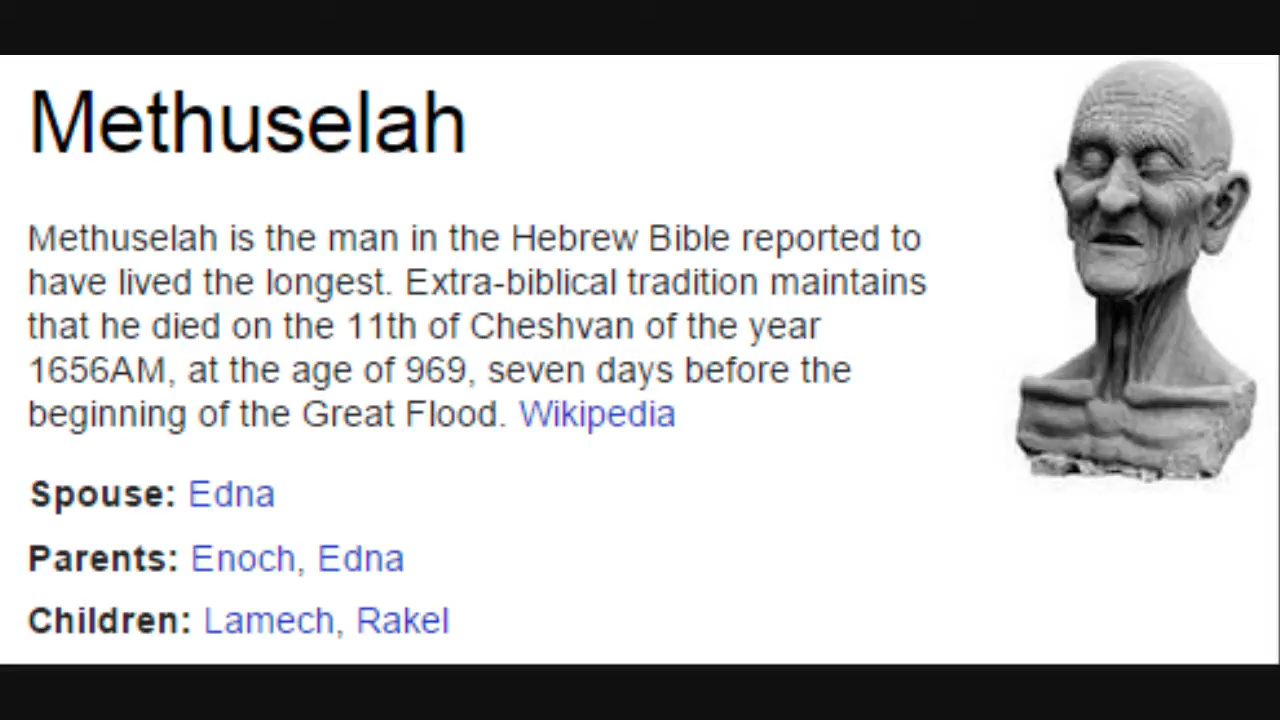 Methuselah
Methuselah is the man in the Hebrew Bible reported to
have lived the longest. Extra-biblical tradition maintains
that he died on the 11th of Cheshvan of the year
1656AM, at the age of 969, seven days before the
beginning of the Great Flood. Wikipedia
Spouse: Edna
Parents: Enoch, Edna
Children: Lamech, Rakel